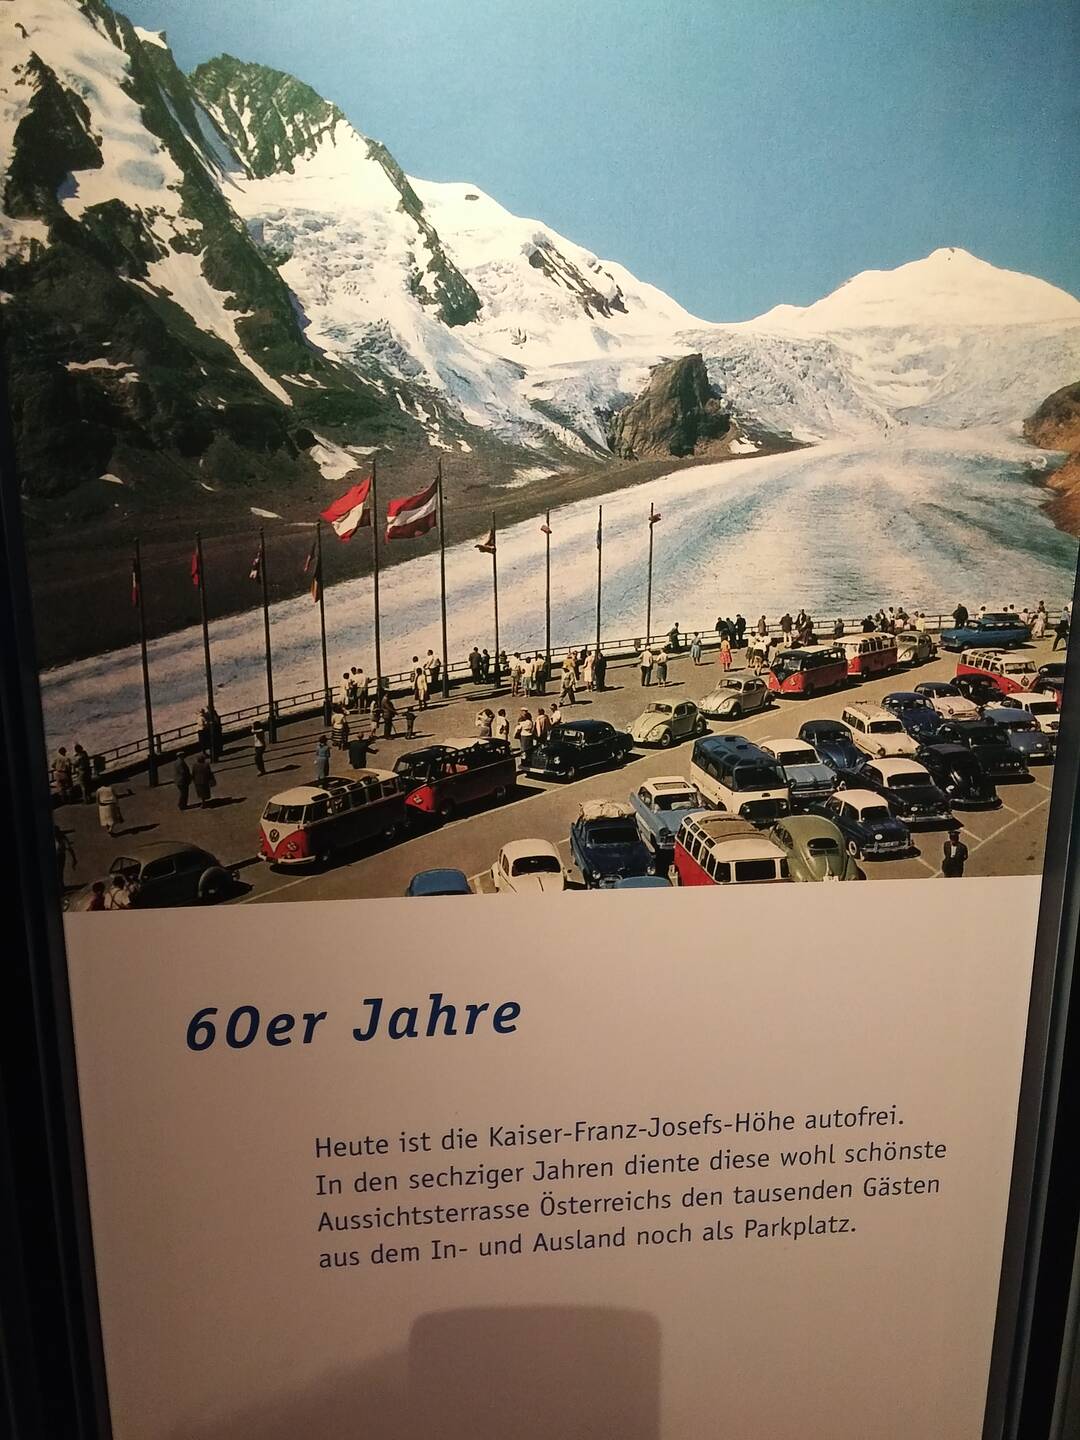 60er Jahre
Heute ist die Kaiser-Franz-Josefs-Höhe autofrei.
In den sechziger Jahren diente diese wohl schönste
Aussichtsterrasse Österreichs den tausenden Gästen
aus dem In- und Ausland noch als Parkplatz.